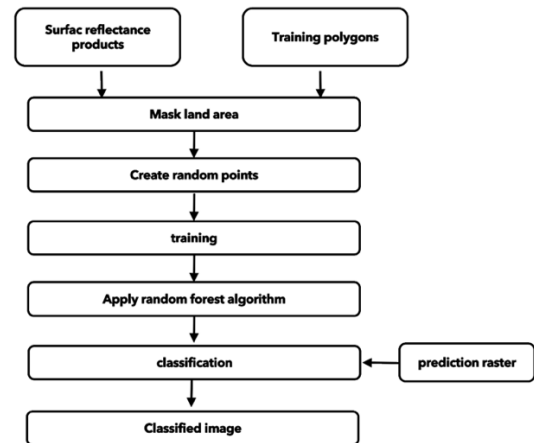 Surfac reflectance
products
Training polygons
Mask land area
Create random points
training
Apply random forest algorithm
classification
prediction raster
Classified image